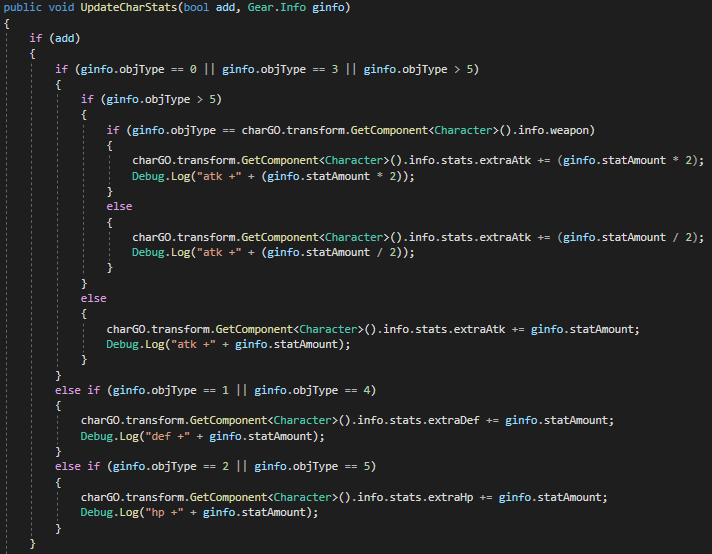 public void UpdateCharStats(bool add, Gear.Info ginfo)
{
    if (add)
    {
        if (ginfo.objType == 0 || ginfo.objType == 3 || ginfo.objType > 5)
        {
            if (ginfo.objType > 5)
            {
                if (ginfo.objType == charGO.transform.GetComponent<Character>().info.weapon)
                {
                    charGO.transform.GetComponent<Character>().info.stats.extraAtk += (ginfo.statAmount * 2);
                    Debug.Log("atk +" + (ginfo.statAmount * 2));
                }
                else
                {
                    charGO.transform.GetComponent<Character>().info.stats.extraAtk += (ginfo.statAmount / 2);
                    Debug.Log("atk +" + (ginfo.statAmount / 2));
                }
            }
            else
            {
                charGO.transform.GetComponent<Character>().info.stats.extraAtk += ginfo.statAmount;
                Debug.Log("atk +" + ginfo.statAmount);
            }
        }
        else if (ginfo.objType == 1 || ginfo.objType == 4)
        {
            charGO.transform.GetComponent<Character>().info.stats.extraDef += ginfo.statAmount;
            Debug.Log("def +" + ginfo.statAmount);
        }
        else if (ginfo.objType == 2 || ginfo.objType == 5)
        {
            charGO.transform.GetComponent<Character>().info.stats.extraHp += ginfo.statAmount;
            Debug.Log("hp +" + ginfo.statAmount);
        }
    }